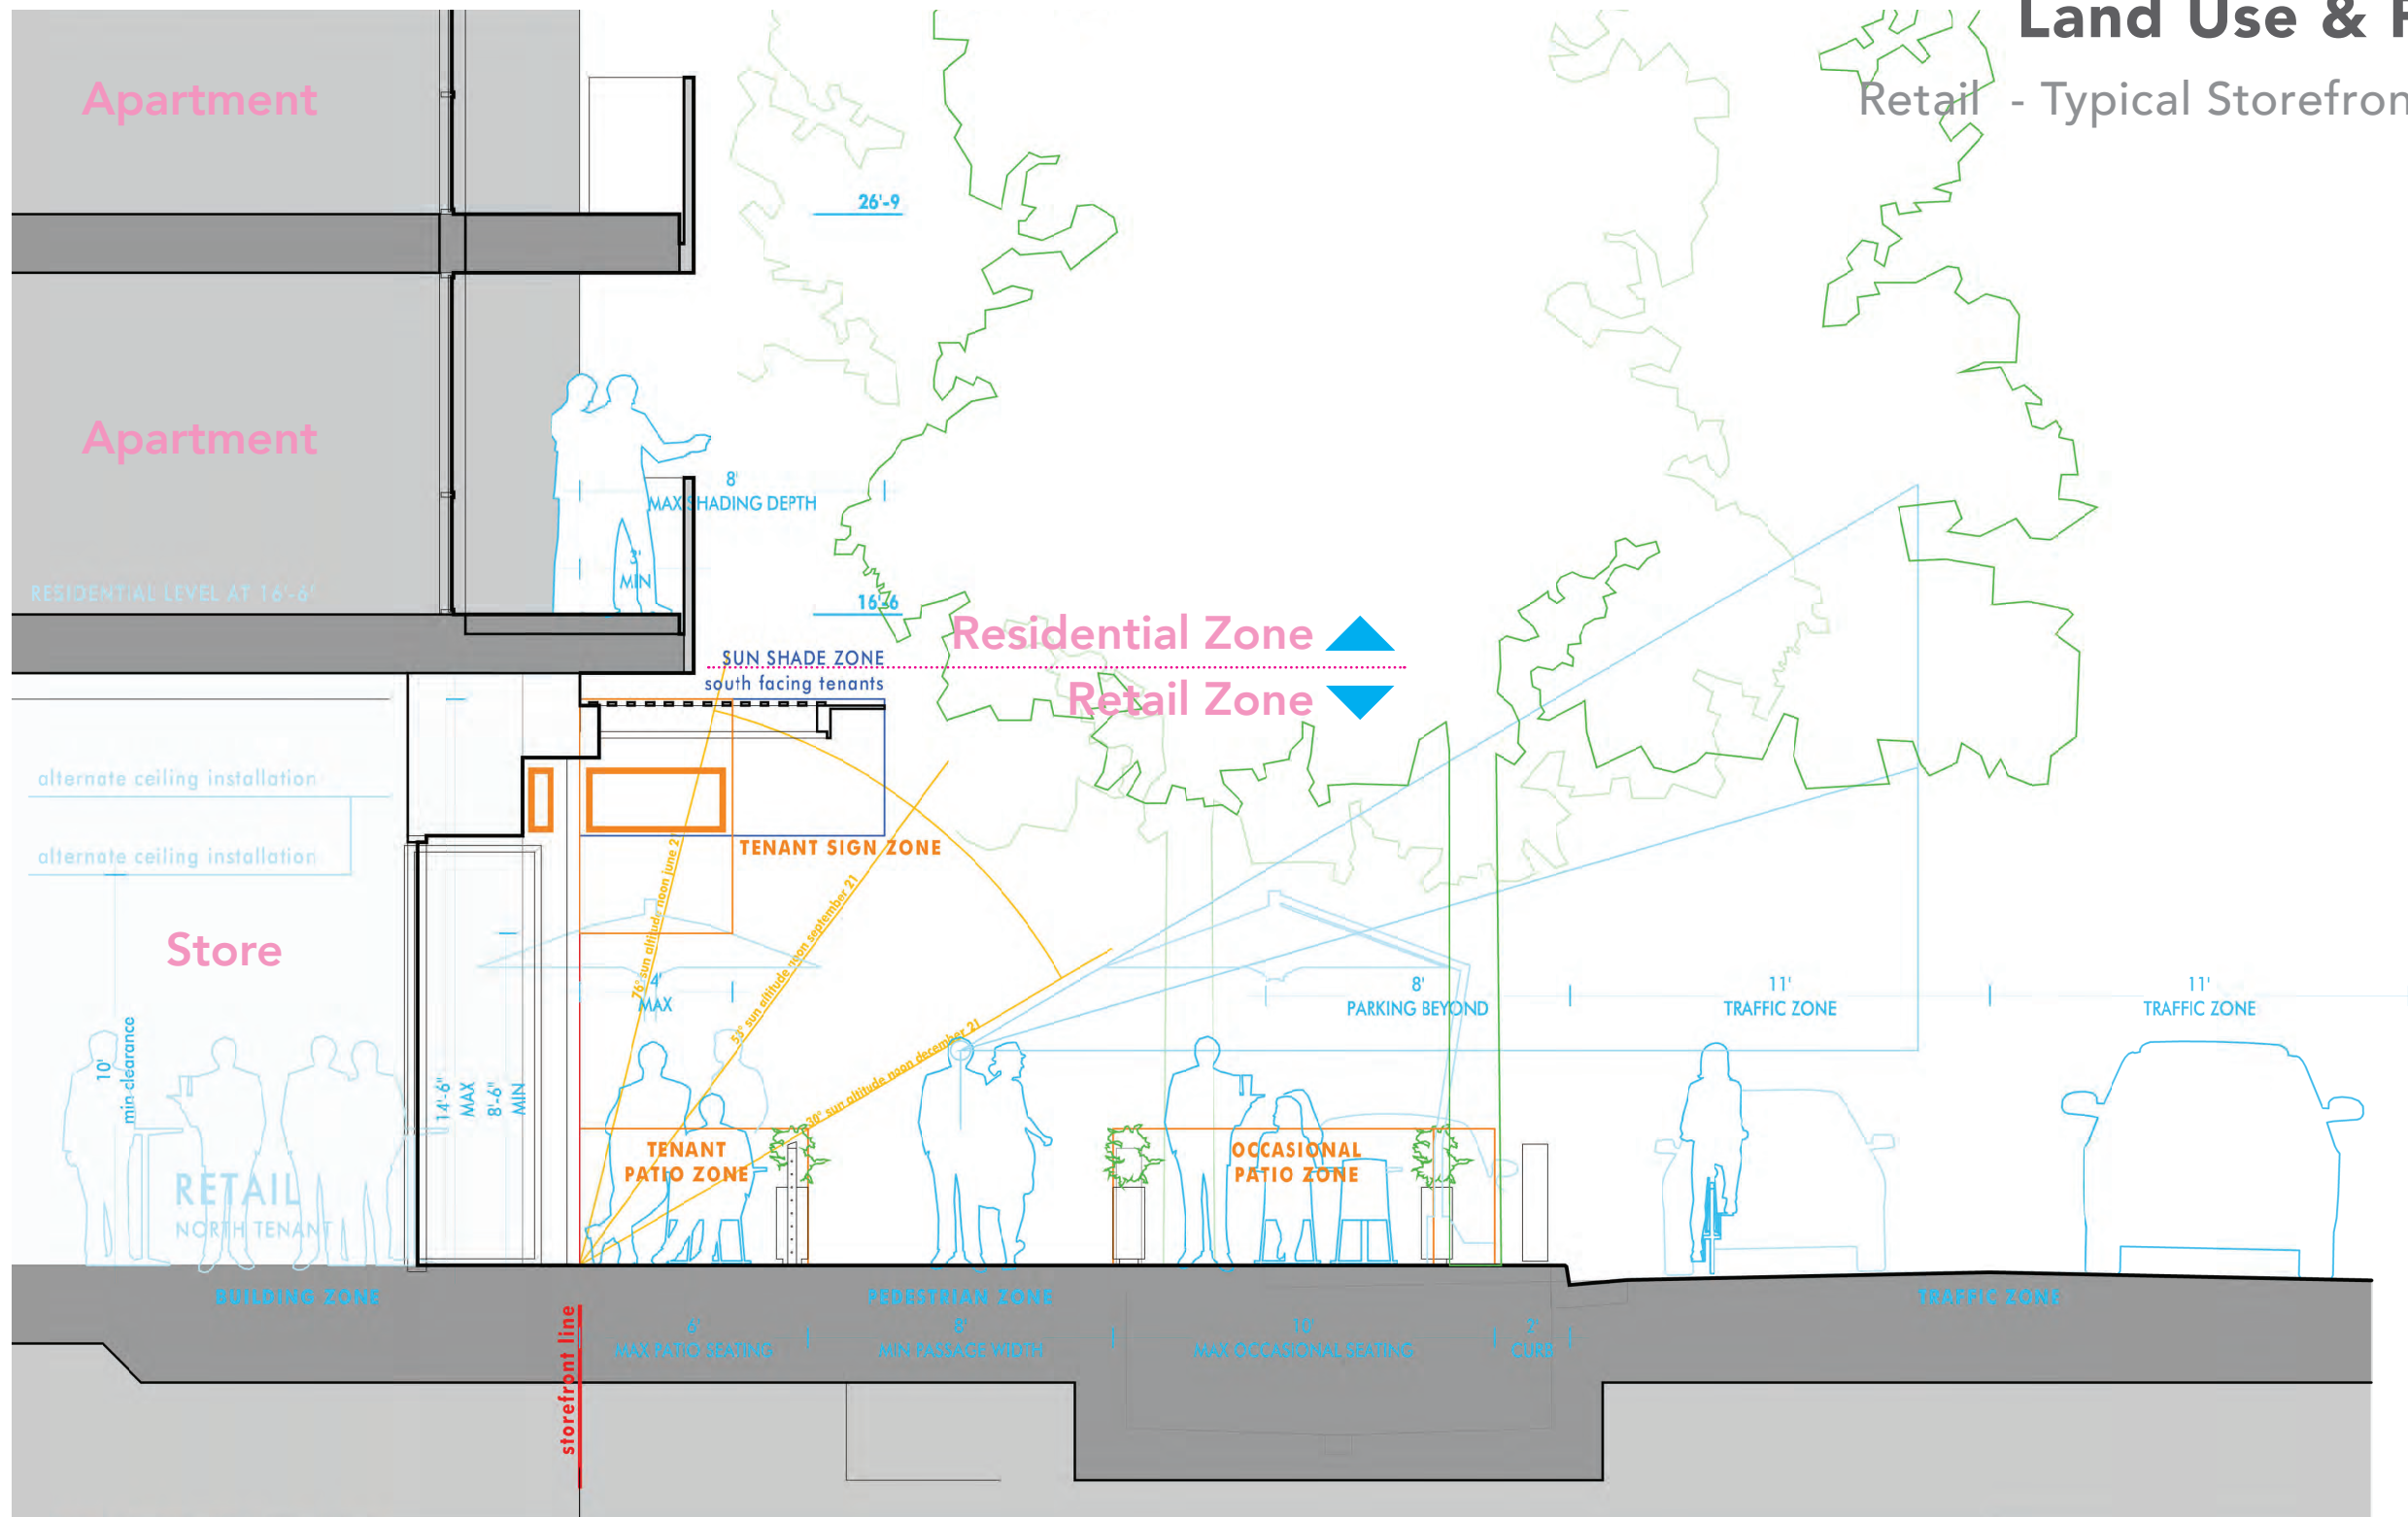 Land Use &
Retail - Typical Storefron
Apartment
26'-9
Apartment
8'
MAX SHADING DEPTH
3'
MIN
RESIDENTIAL LEVEL AT 16'-6"
16'-6
Residential Zone
SUN SHADE ZONE
south facing tenants
Retail Zone
alternate ceiling installation
TENANT SIGN ZONE
alternate ceiling installation
Store
76° sun altitude noon june 21
53° sun altitude noon september 21
30° sun altitude noon december 21
4'
MAX
8'
PARKING BEYOND
11'
TRAFFIC ZONE
11'
TRAFFIC ZONE
10'
min clearance
14'-6"
MAX
8'-6"
MIN
TENANT
PATIO ZONE
OCCASIONAL
PATIO ZONE
RETAIL
NORTH TENANT
BUILDING ZONE
PEDESTRIAN ZONE
TRAFFIC ZONE
storefront line
6'
MAX PATIO SEATING
8'
MIN PASSAGE WIDTH
10'
MAX OCCASIONAL SEATING
2'
CURB